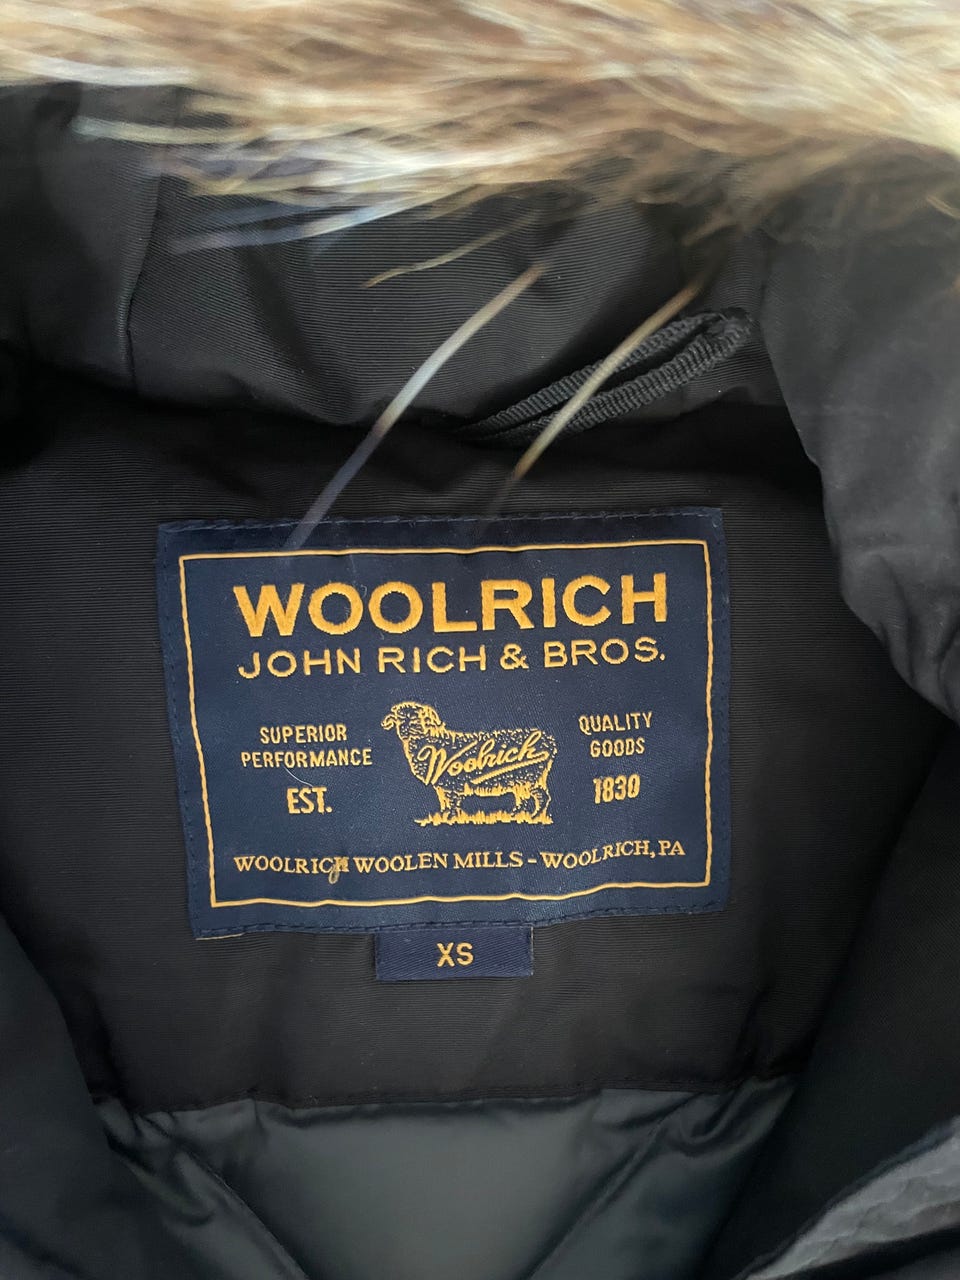 WOOLRICH
JOHN RICH & BROS.
SUPERIOR
PERFORMANCE
EST.
Woolrich
QUALITY
GOODS
1830
WOOLRICH WOOLEN MILLS - WOOLRICH, PA
XS